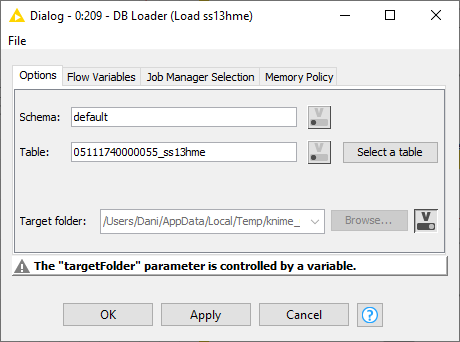 Dialog - 0:209 - DB Loader (Load ss13hme)
File
Options Flow Variables Job Manager Selection Memory Policy
Schema: default V
Table: 05111740000055_ss13hme V Select a table
Target folder: /Users/Dani/AppData/Local/Temp/knime_ Browse... V
The "targetFolder" parameter is controlled by a variable.
OK Apply Cancel ?